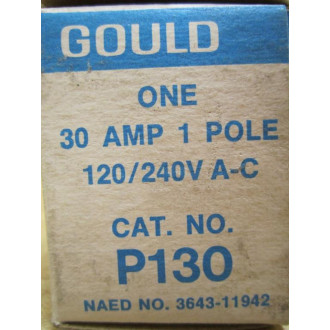 GOULD
ONE
30 AMP 1 POLE
120/240V A-C
CAT. NO.
P130
NAED NO. 3643-11942